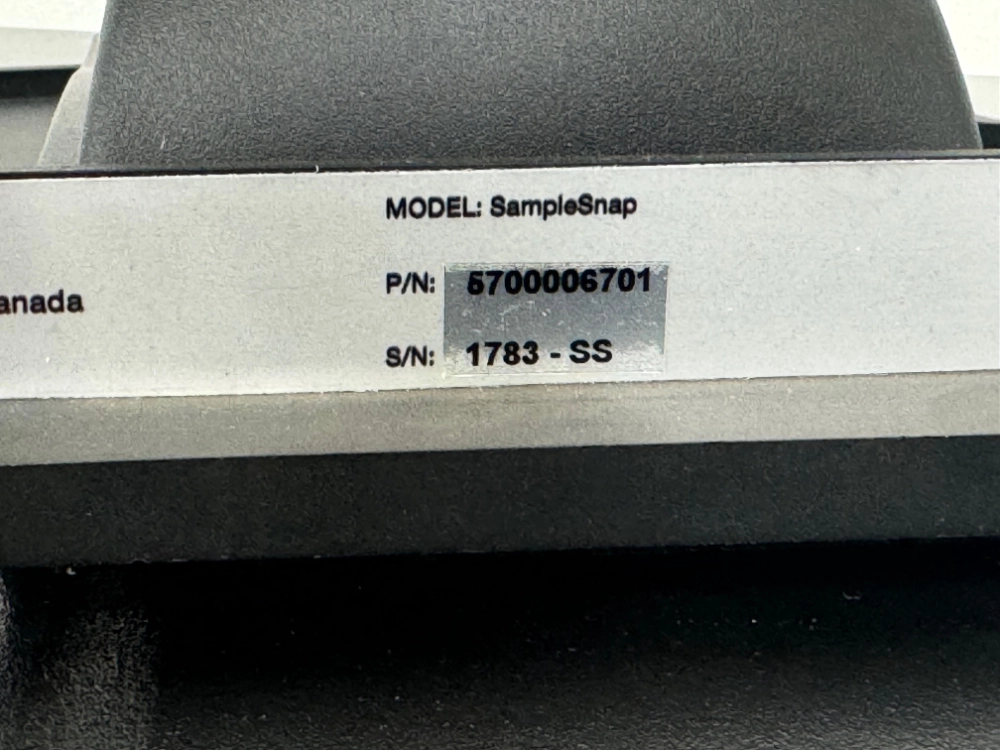 MODEL: SampleSnap
P/N: 5700006701
anada
S/N: 1783 - SS